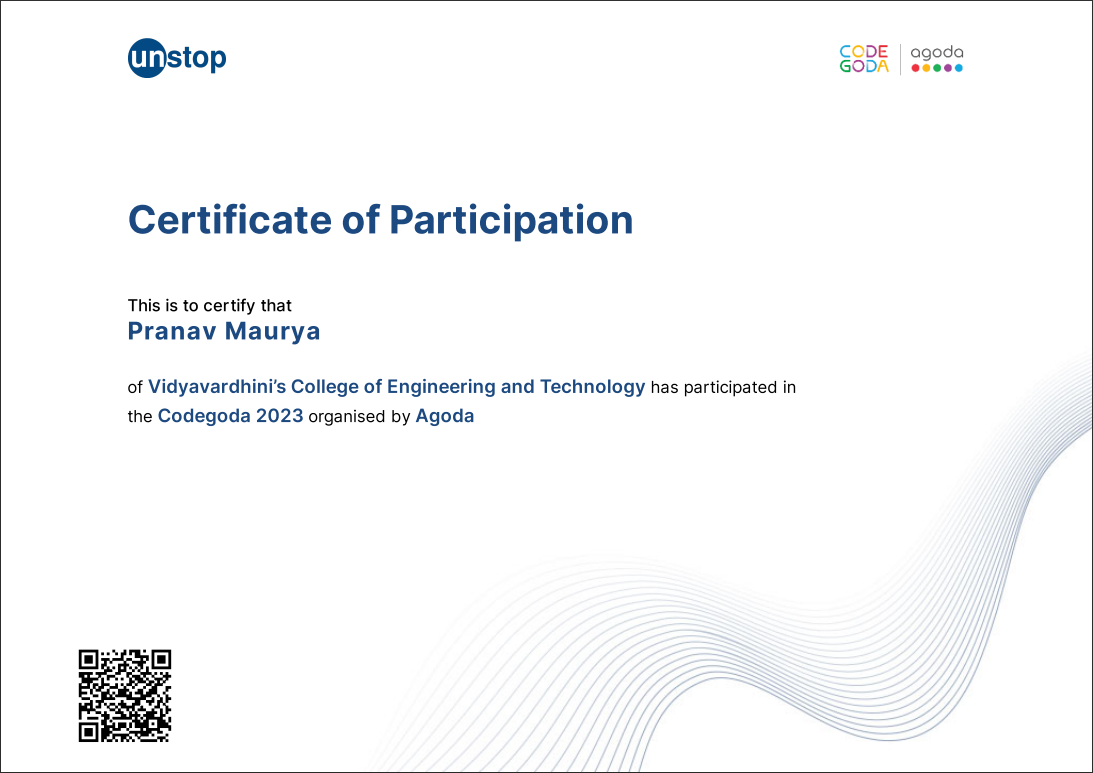 unstop
CODE
GODA
agoda
Certificate of Participation
This is to certify that
Pranav Maurya
of Vidyavardhini’s College of Engineering and Technology has participated in
the Codegoda 2023 organised by Agoda